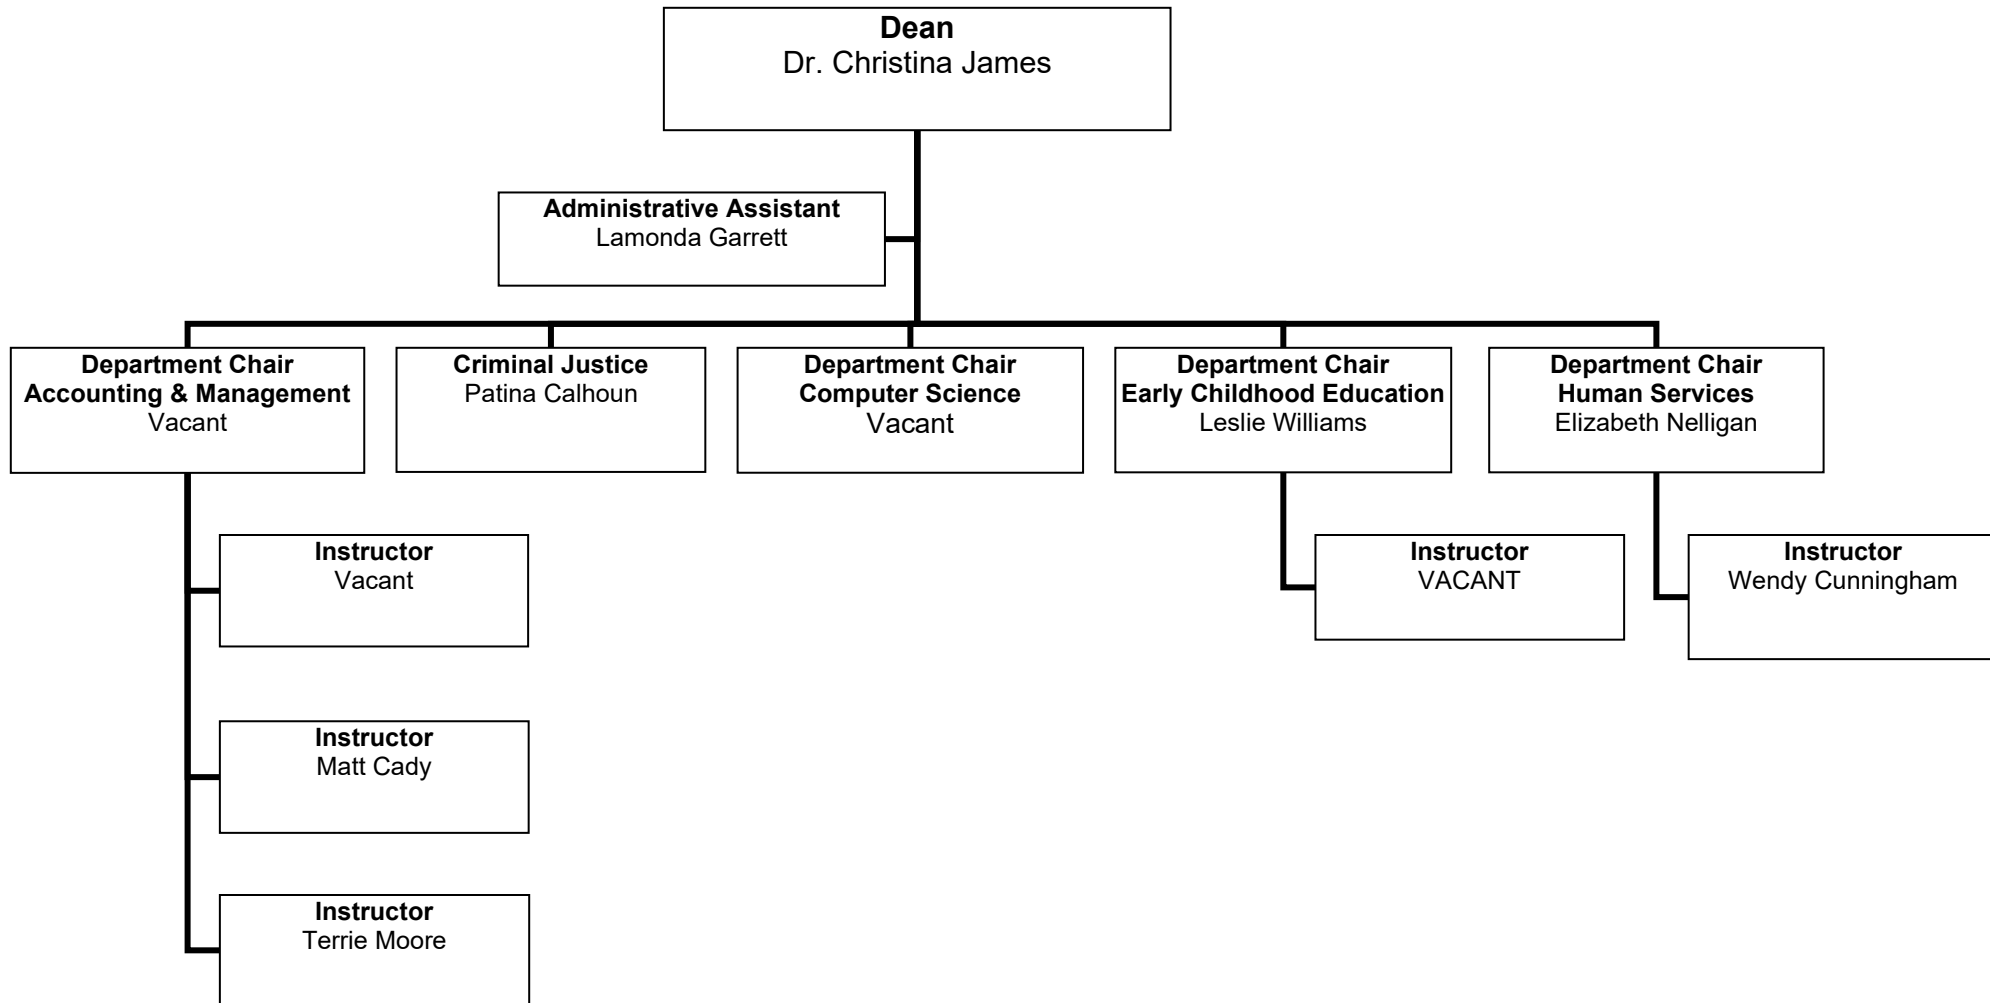 Dean
Dr. Christina James
Administrative Assistant
Lamonda Garrett
Department Chair
Accounting & Management
Vacant
Criminal Justice
Patina Calhoun
Department Chair
Computer Science
Vacant
Department Chair
Early Childhood Education
Leslie Williams
Department Chair
Human Services
Elizabeth Nelligan
Instructor
Vacant
Instructor
VACANT
Instructor
Wendy Cunningham
Instructor
Matt Cady
Instructor
Terrie Moore